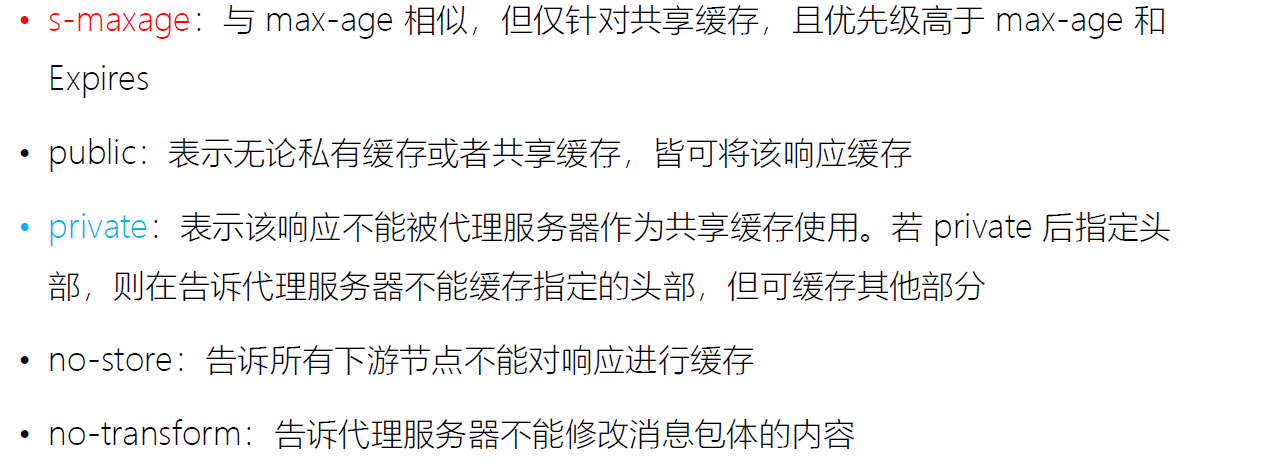 • s-maxage：与 max-age 相似，但仅针对共享缓存，且优先级高于 max-age 和
Expires
• public：表示无论私有缓存或者共享缓存，皆可将该响应缓存
• private：表示该响应不能被代理服务器作为共享缓存使用。若 private 后指定头
部，则在告诉代理服务器不能缓存指定的头部，但可缓存其他部分
• no-store：告诉所有下游节点不能对响应进行缓存
• no-transform：告诉代理服务器不能修改消息包体的内容